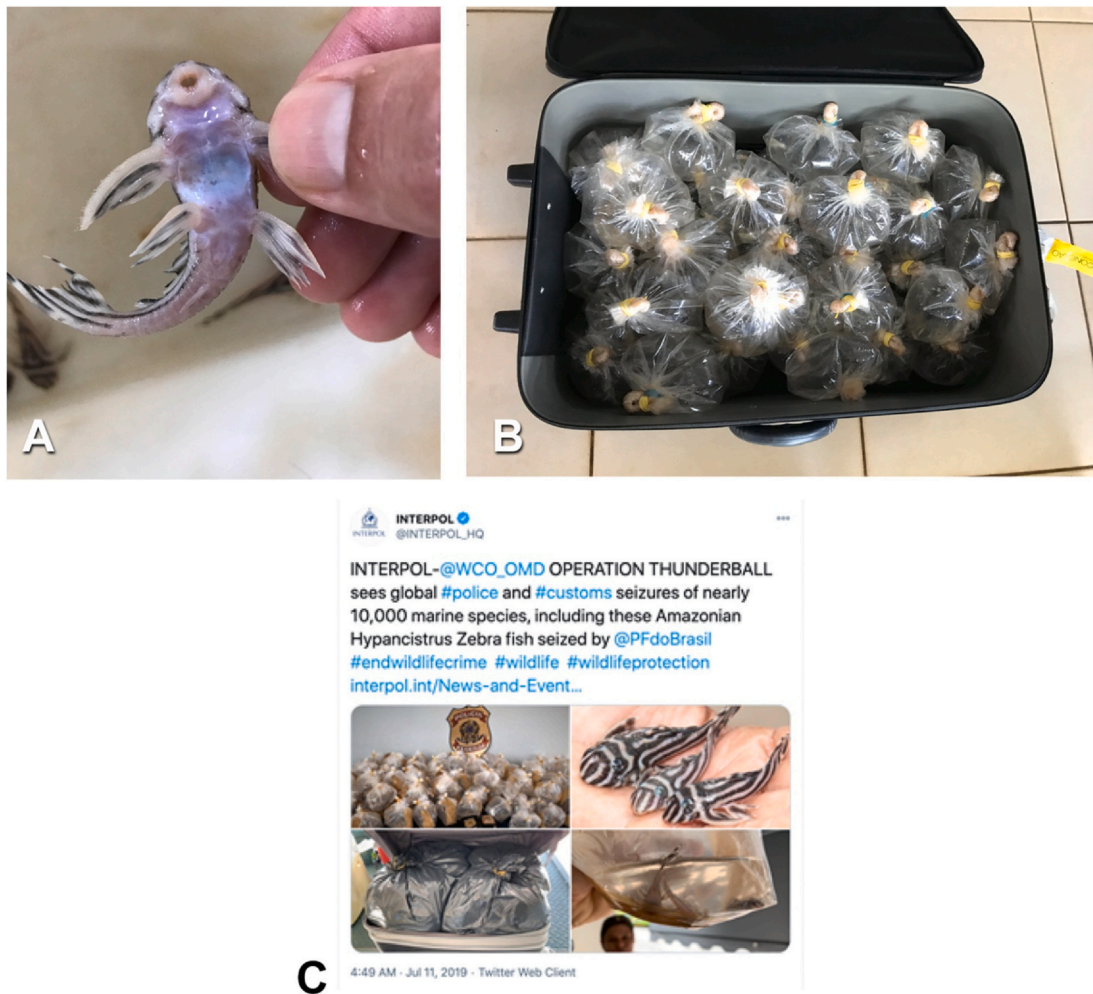 A
B
CONE AO
INTERPOL
INTERPOL
@INTERPOL_HQ
INTERPOL-@WCO_OMD OPERATION THUNDERBALL
sees global #police and #customs seizures of nearly
10,000 marine species, including these Amazonian
Hypancistrus Zebra fish seized by @PFdoBrasil
#endwildlifecrime #wildlife #wildlifeprotection
interpol.int/News-and-Event...
4:49 AM · Jul 11, 2019 · Twitter Web Client
C